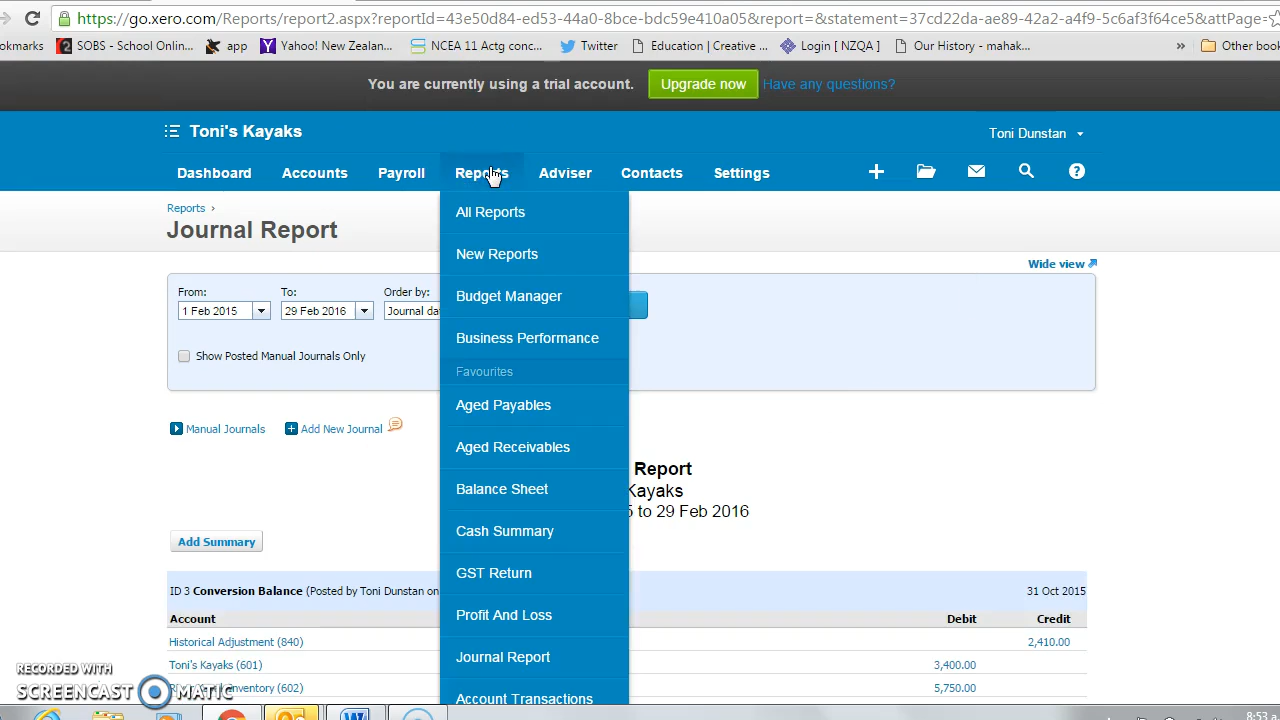 https://go.xero.com/Reports/report2.aspx?reportId=43e50d84-ed53-44a0-8bce-bdc59e410a05&report=&statement=37cd22da-ae89-42a2-a4f9-5c6af3f64ce5&attPage=
okmarks SOBS - School Onlin... app Yahoo! New Zealan... NCEA 11 Actg conc... Twitter Education | Creative ... Login [ NZQA ] Our History - mahak... » Other book
You are currently using a trial account. Upgrade now Have any questions?
Toni's Kayaks Toni Dunstan
Dashboard Accounts Payroll Reports Adviser Contacts Settings
Reports ›
Journal Report
All Reports
New Reports
Budget Manager
Business Performance
Favourites
Aged Payables
Aged Receivables
Balance Sheet
Cash Summary
GST Return
Profit And Loss
Journal Report
Account Transactions
Wide view
From: To: Order by:
1 Feb 2015 29 Feb 2016 Journal dat
Show Posted Manual Journals Only
Manual Journals Add New Journal
Report
Kayaks
5 to 29 Feb 2016
Add Summary
ID 3 Conversion Balance (Posted by Toni Dunstan on 31 Oct 2015
Account Debit Credit
Historical Adjustment (840) 2,410.00
Toni's Kayaks (601) 3,400.00
Inventory (602) 5,750.00
RECORDED WITH
SCREENCAST MATIC
8:53